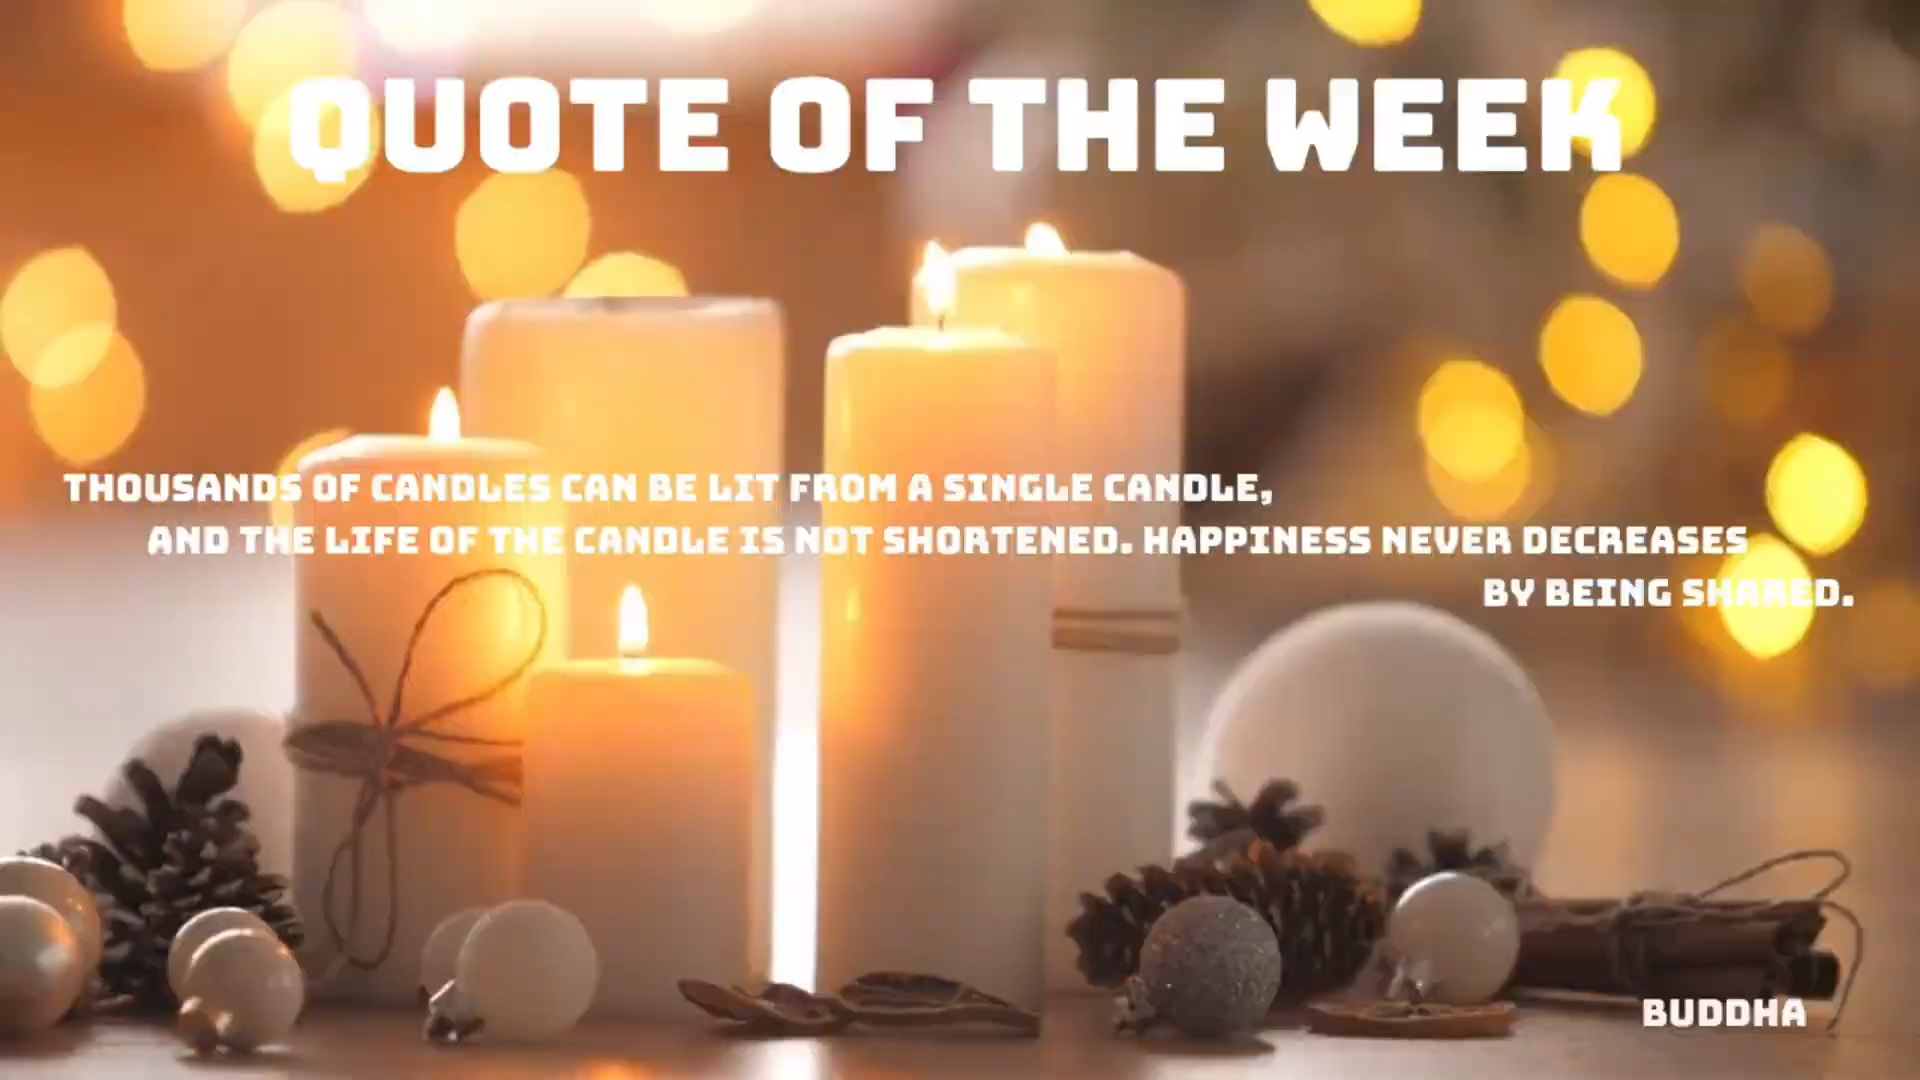 QUOTE OF THE WEEK
THOUSANDS OF CANDLES CAN BE LIT FROM A SINGLE CANDLE,
AND THE LIFE OF THE CANDLE IS NOT SHORTENED. HAPPINESS NEVER DECREASES
BY BEING SHARED.
BUDDHA